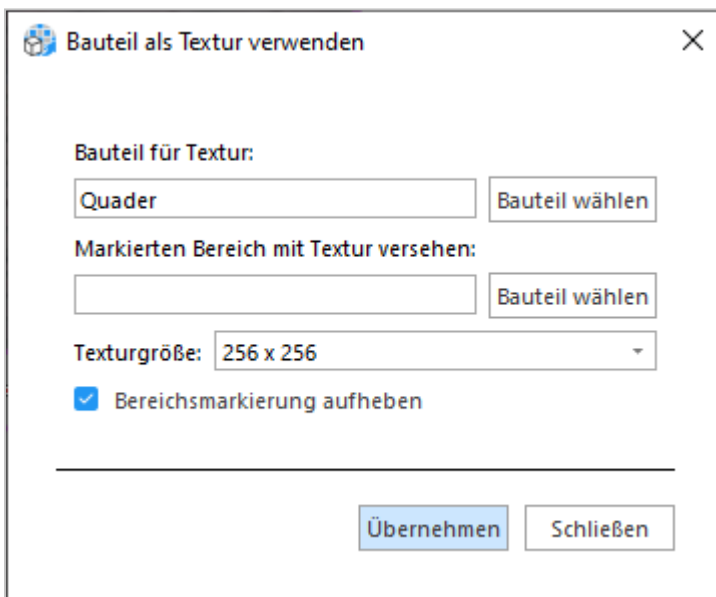 Bauteil als Textur verwenden
Bauteil für Textur:
Quader
Bauteil wählen
Markierten Bereich mit Textur versehen:
Bauteil wählen
Texturgröße: 256 x 256
Bereichsmarkierung aufheben
Übernehmen
Schließen